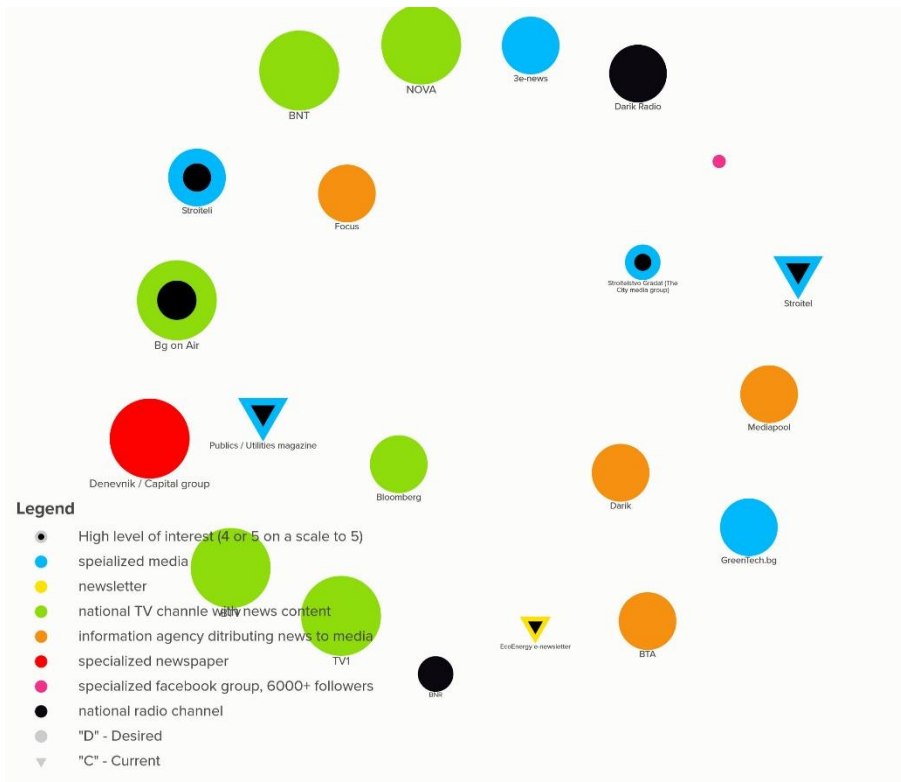 BNT
NOVA
3e-news
Darik Radio
Stroiteli
Focus
Stroitelstvo Gradat (The
City media group)
Stroitel
Bg on Air
Mediapool
Publics / Utilities magazine
Denevnik / Capital group
Bloomberg
Darik
GreenTech.bg
TV1
EcoEnergy e-newsletter
BTA
BNR
Legend
High level of interest (4 or 5 on a scale to 5)
speialized media
newsletter
national TV channle with news content
information agency ditributing news to media
specialized newspaper
specialized facebook group, 6000+ followers
national radio channel
"D" - Desired
"C" - Current